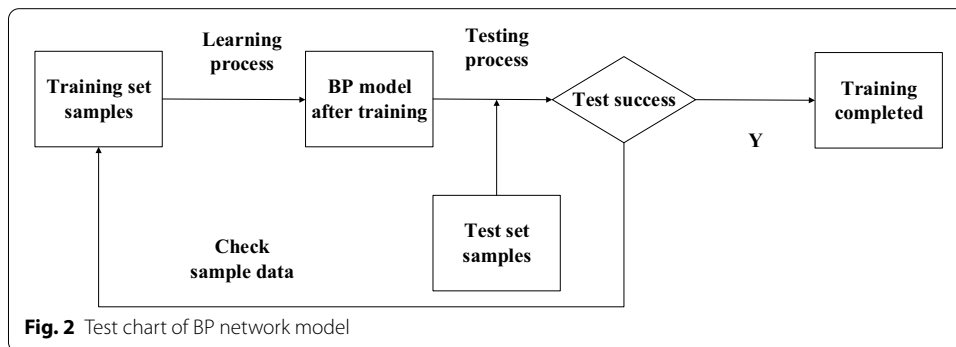 Learning
process
Testing
process
Training set
samples
BP model
after training
Test success
Training
completed
Y
Test set
samples
Check
sample data
Fig. 2 Test chart of BP network model